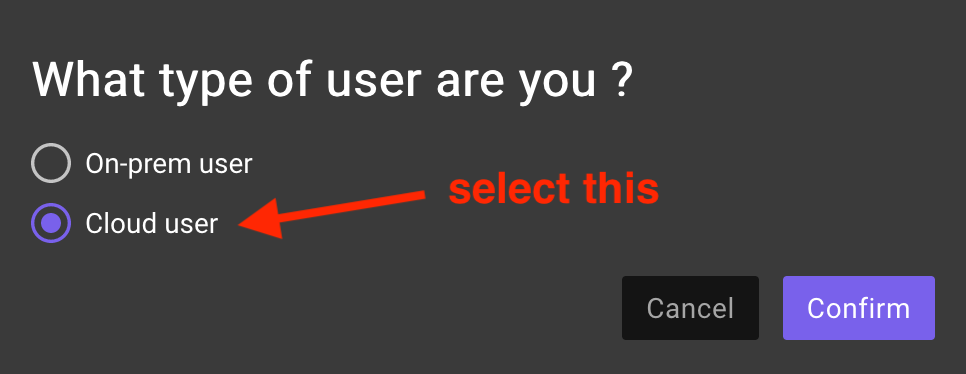 What type of user are you ?
On-prem user
select this
Cloud user
Cancel
Confirm